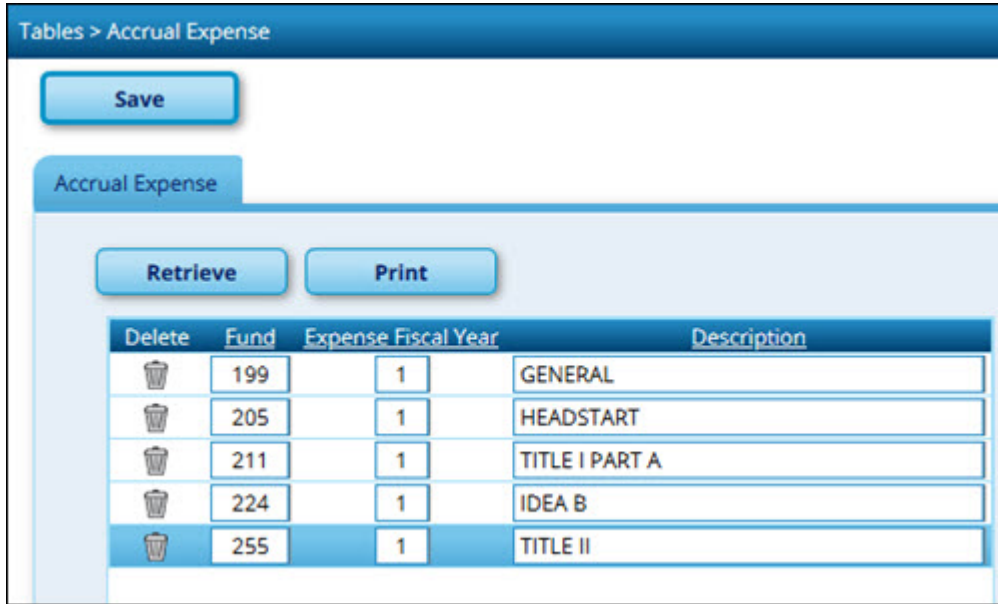 Tables > Accrual Expense
Save
Accrual Expense
Retrieve Print
Delete Fund Expense Fiscal Year Description
199 1 GENERAL
205 1 HEADSTART
211 1 TITLE I PART A
224 1 IDEA B
255 1 TITLE II